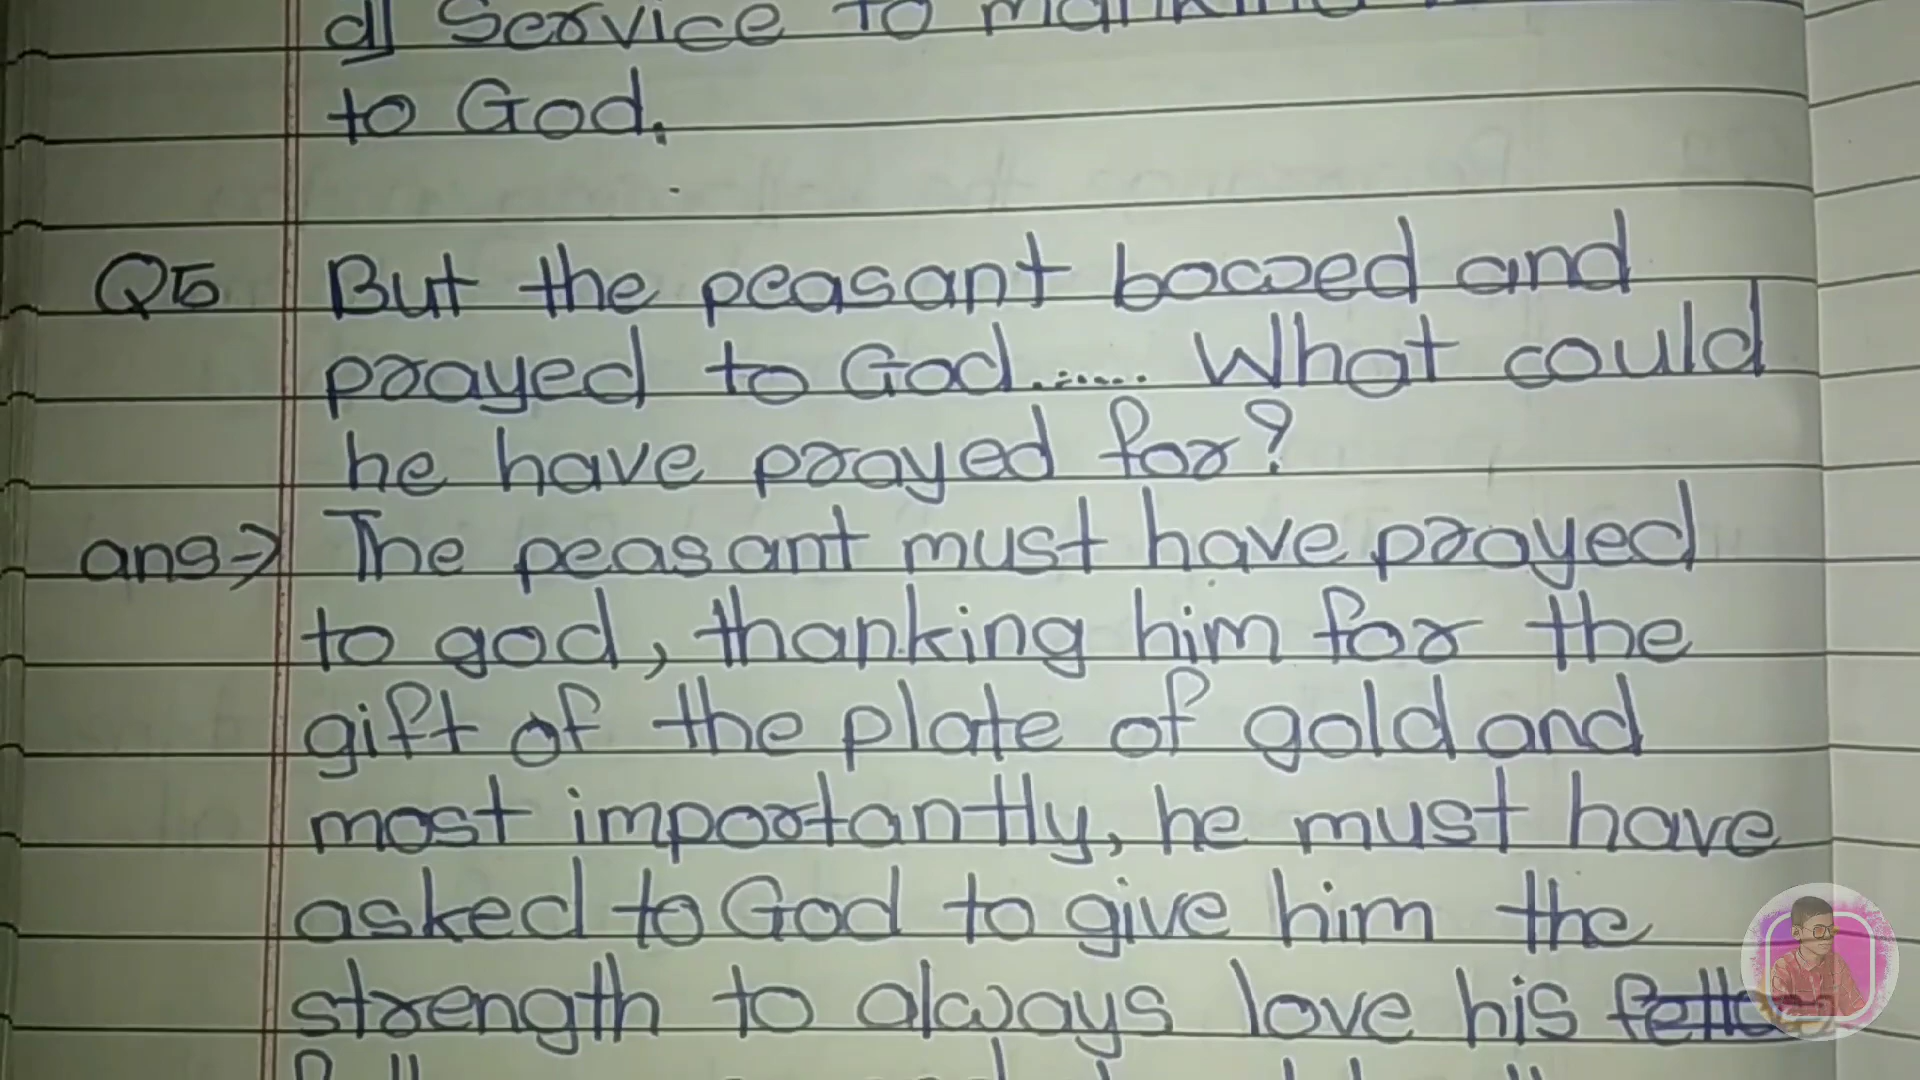 d) Service to mankind
to God.
Q5 But the peasant bowed and
prayed to God....... What could
he have prayed for?
ans→ The peasant must have prayed
to god, thanking him for the
gift of the plate of gold and
most importantly, he must have
asked to God to give him the
strength to always love his